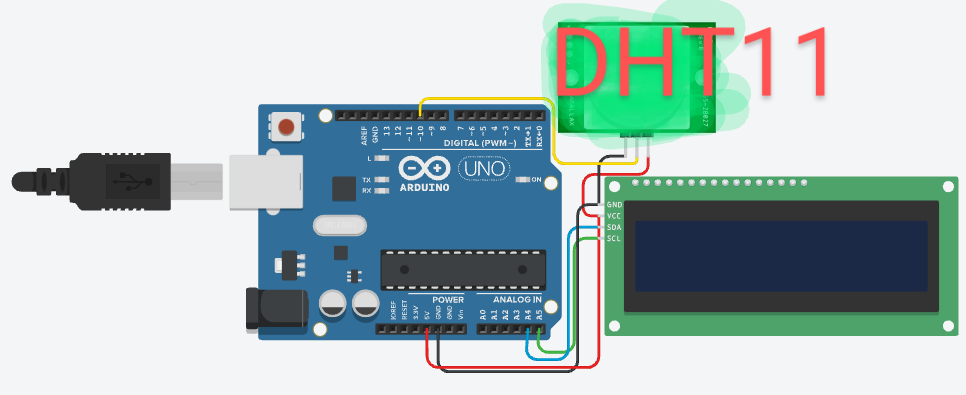 DHT11
AREF
GND
13
12
~11
~10
~9
8
7
~6
~5
4
~3
2
TX→1
RX←0
DIGITAL (PWM ~)
L
TX
RX
ARDUINO
UNO
ON
GND
VCC
SDA
SCL
POWER
ANALOG IN
IOREF
RESET
3.3V
5V
GND
GND
Vin
A0
A1
A2
A3
A4
A5